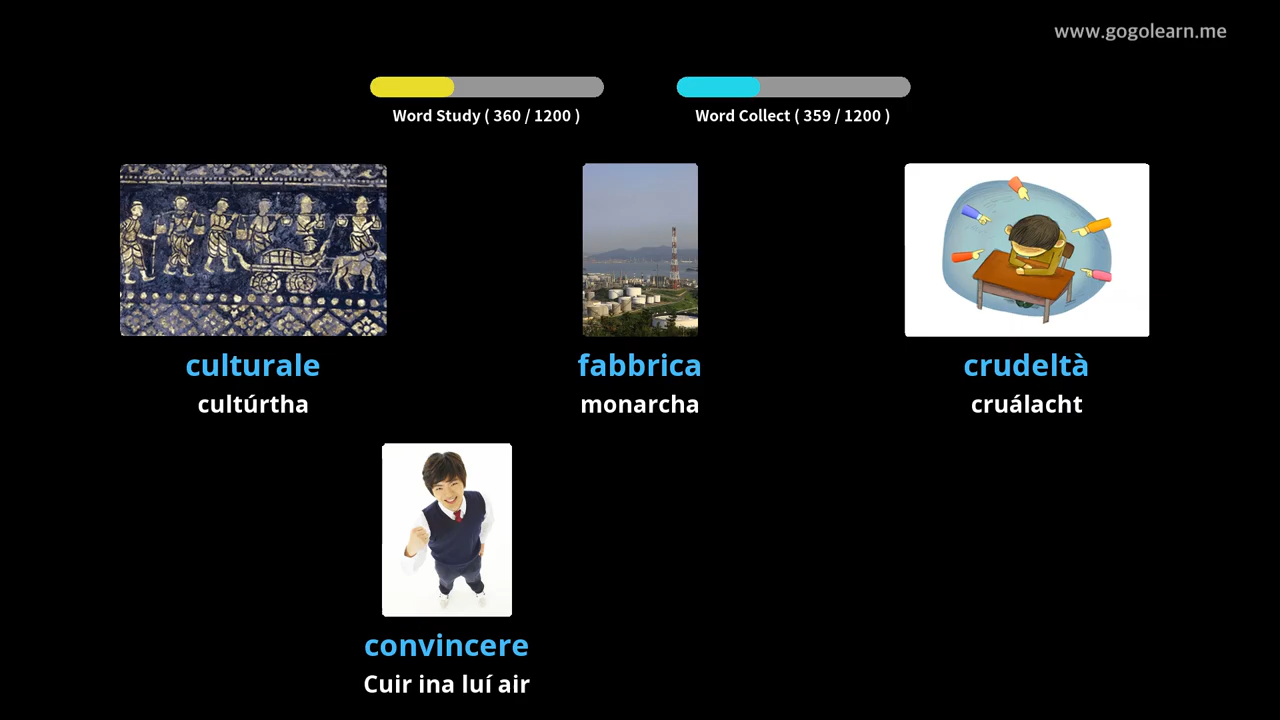 www.gogolearn.me
Word Study ( 360 / 1200 )
Word Collect ( 359 / 1200 )
culturale
cultúrtha
fabbrica
monarcha
crudeltà
cruálacht
convincere
Cuir ina luí air